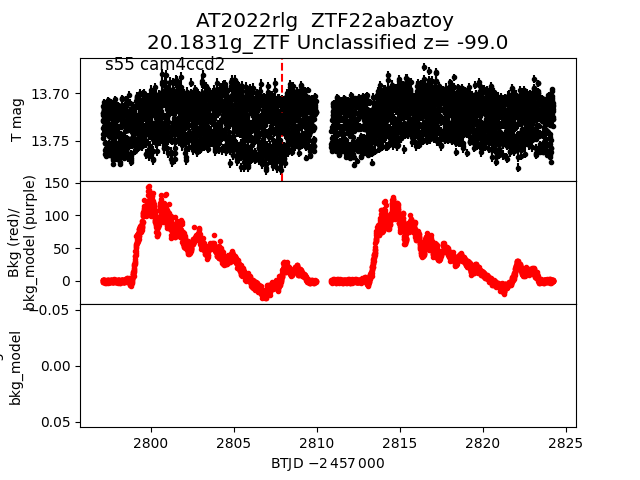 AT2022rlg  ZTF22abaztoy
20.1831g_ZTF Unclassified z= -99.0
s55 cam4ccd2
13.70
13.75
T mag
150
100
50
0
Bkg (red)/
bkg_model (purple)
−0.05
0.00
0.05
bkg_model
2800 2805 2810 2815 2820 2825
BTJD −2 457 000